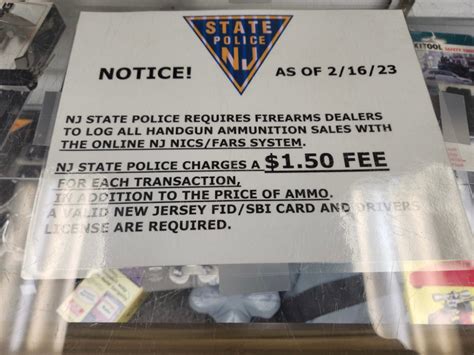 STATE
POLICE
NJ
NOTICE!
AS OF 2/16/23
NJ STATE POLICE REQUIRES FIREARMS DEALERS
TO LOG ALL HANDGUN AMMUNITION SALES WITH
THE ONLINE NJ NICS/FARS SYSTEM.
NJ STATE POLICE CHARGES A $1.50 FEE
FOR EACH TRANSACTION,
IN ADDITION TO THE PRICE OF AMMO.
A VALID NEW JERSEY FID/SBI CARD AND DRIVERS
LICENSE ARE REQUIRED.